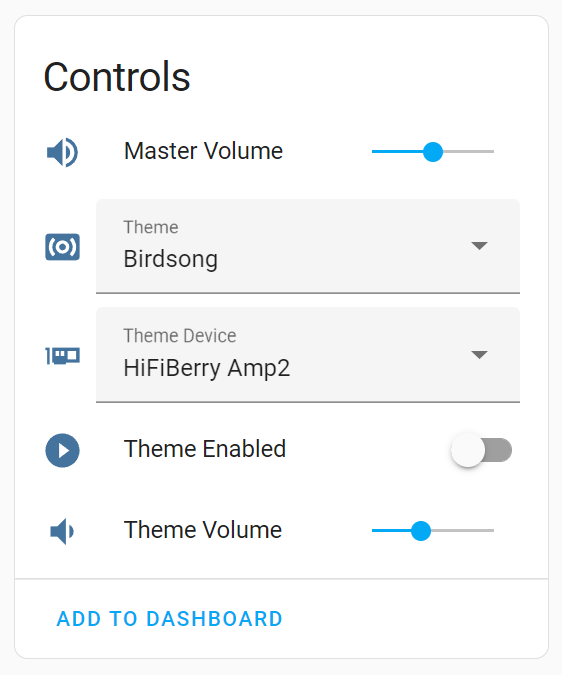 Controls
Master Volume
Theme
Birdsong
Theme Device
HiFiBerry Amp2
Theme Enabled
Theme Volume
ADD TO DASHBOARD